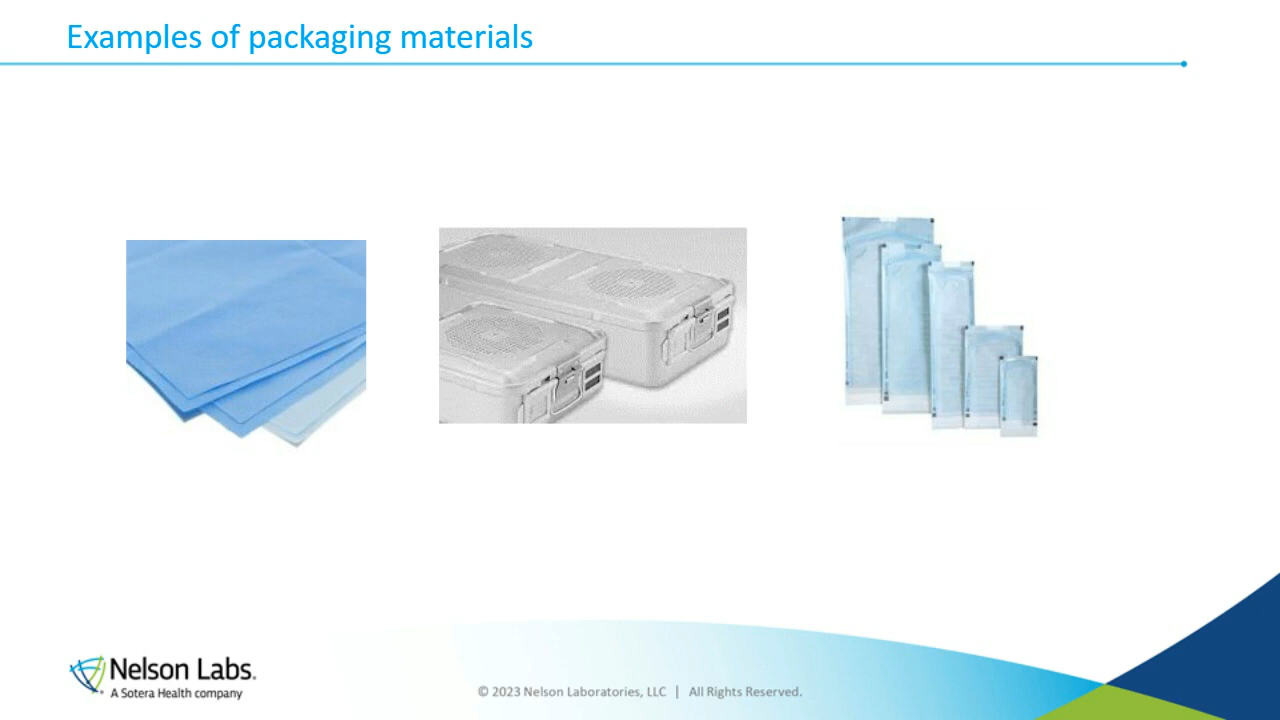 Examples of packaging materials
Nelson Labs.
A Sotera Health company
© 2023 Nelson Laboratories, LLC | All Rights Reserved.